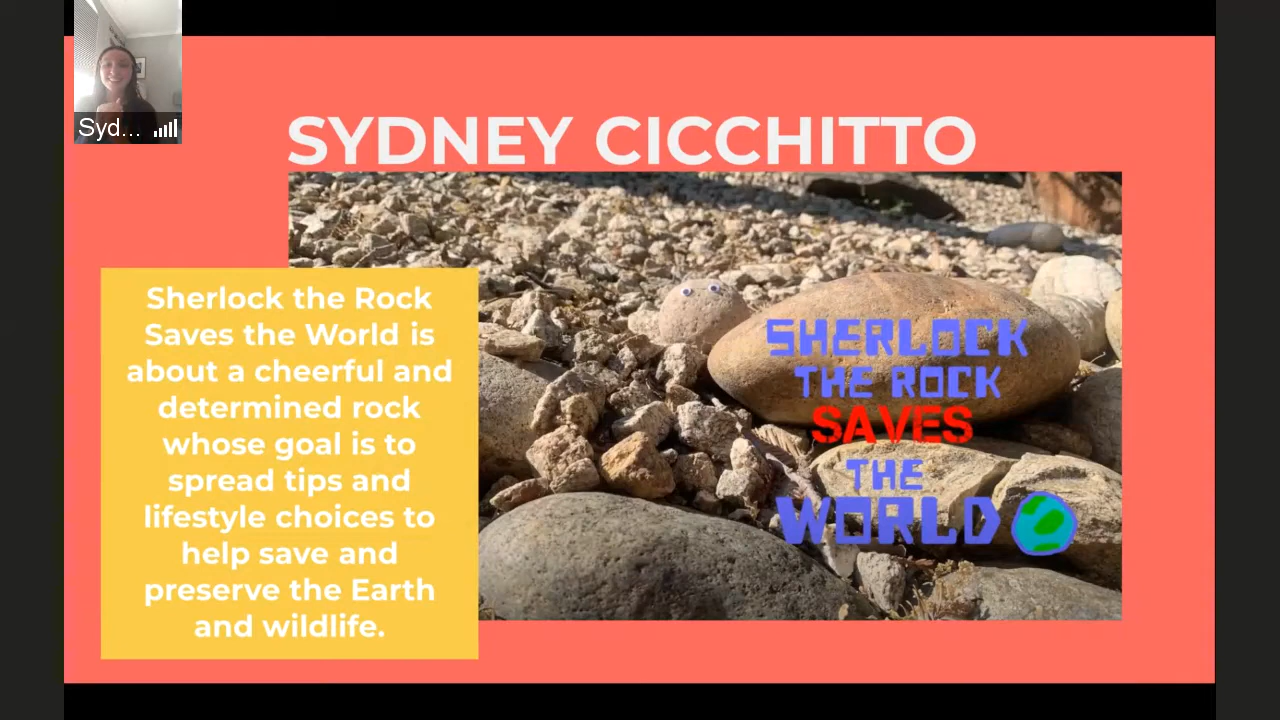 Syd...
SYDNEY CICCHITTO
Sherlock the Rock
Saves the World is
about a cheerful and
determined rock
whose goal is to
spread tips and
lifestyle choices to
help save and
preserve the Earth
and wildlife.
SHERLOCK
THE ROCK
SAVES
THE
WORLD